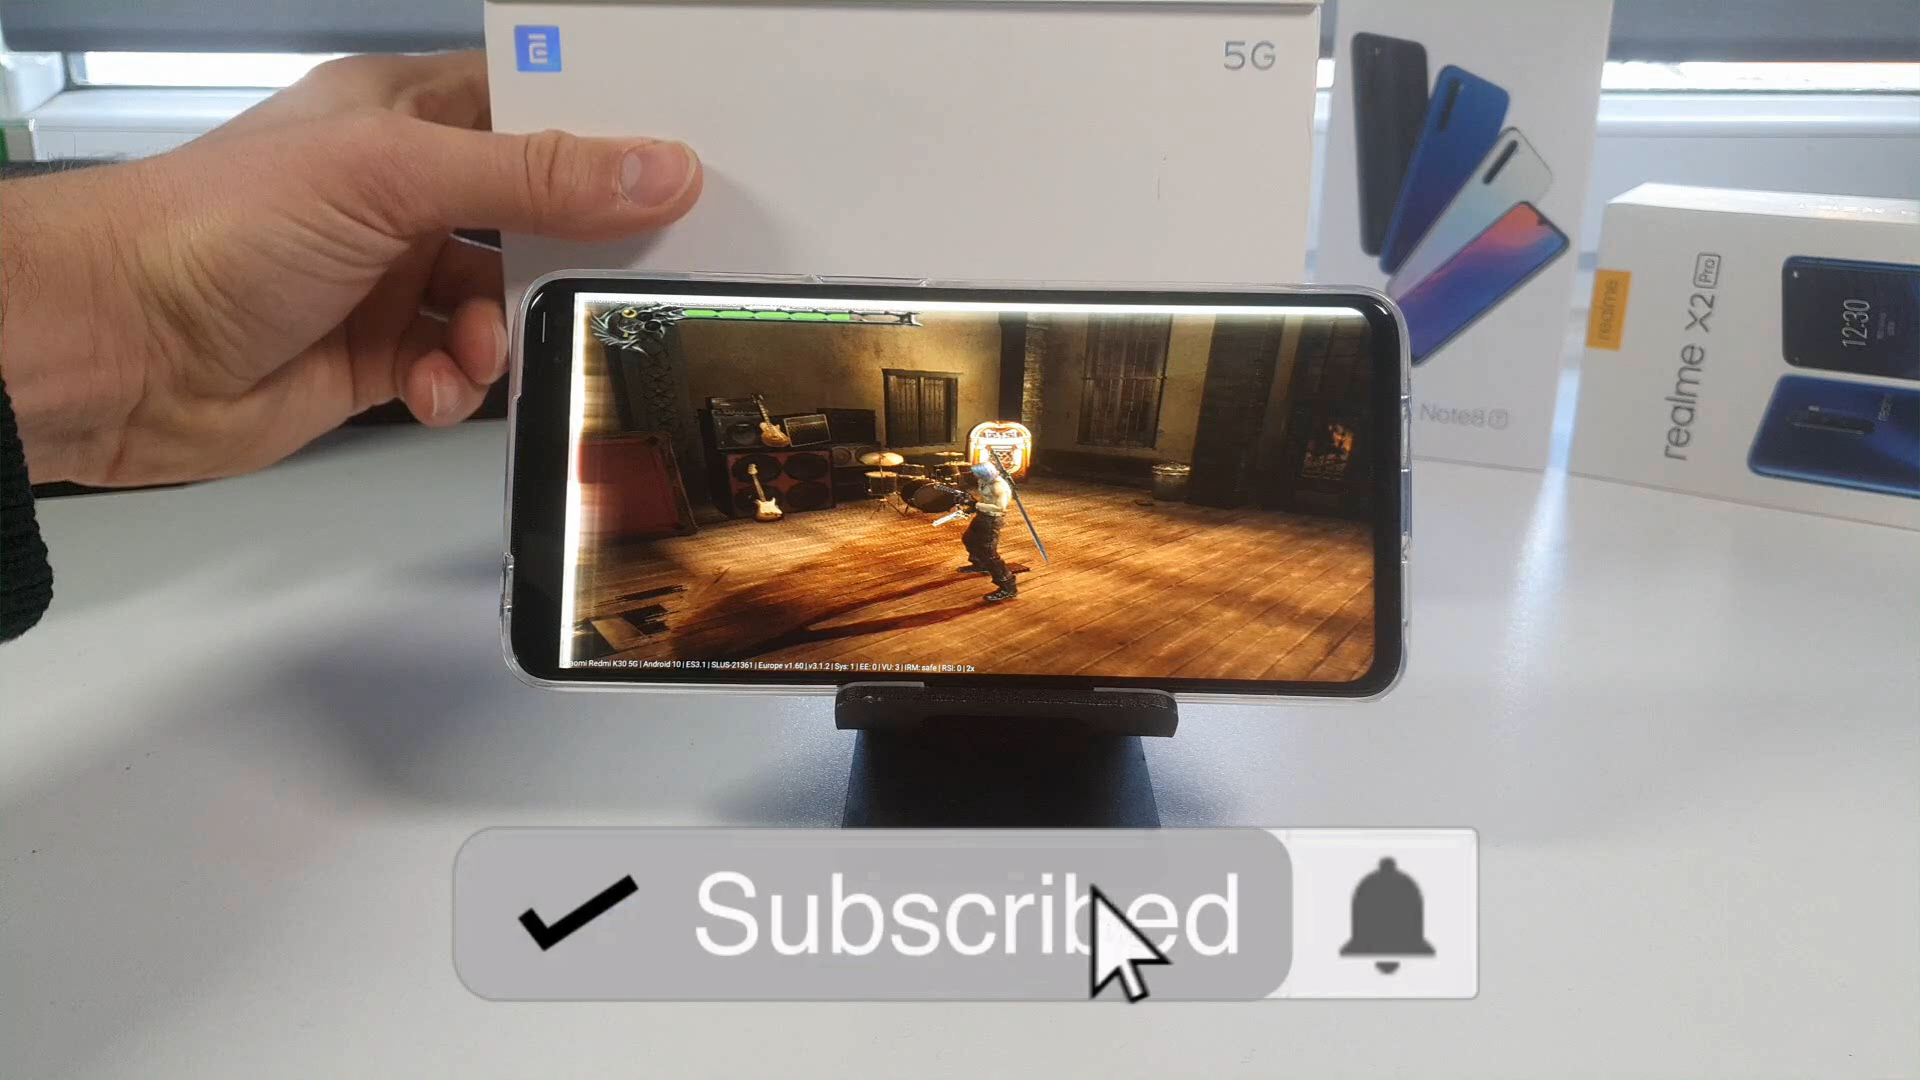 5G
Note8 T
realme
realme X2 Pro
12:30
omi Redmi K30 5G | Android 10 | ES3.1 | SLUS-21361 | Europe v1.60 | v3.1.2 | Sys: 1 | EE: 0 | VU: 3 | IRM: safe | RSI: 0 | 2x
Subscribed